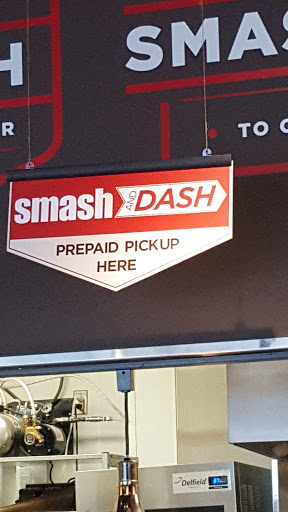 SMAS
H
R
TO
smash AND DASH
PREPAID PICKUP
HERE
Delfield